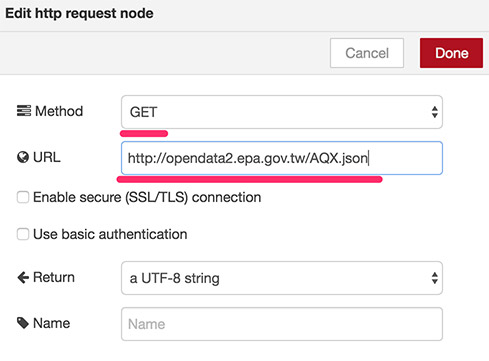 Edit http request node
Cancel Done
Method GET
URL http://opendata2.epa.gov.tw/AQX.json
Enable secure (SSL/TLS) connection
Use basic authentication
Return a UTF-8 string
Name Name